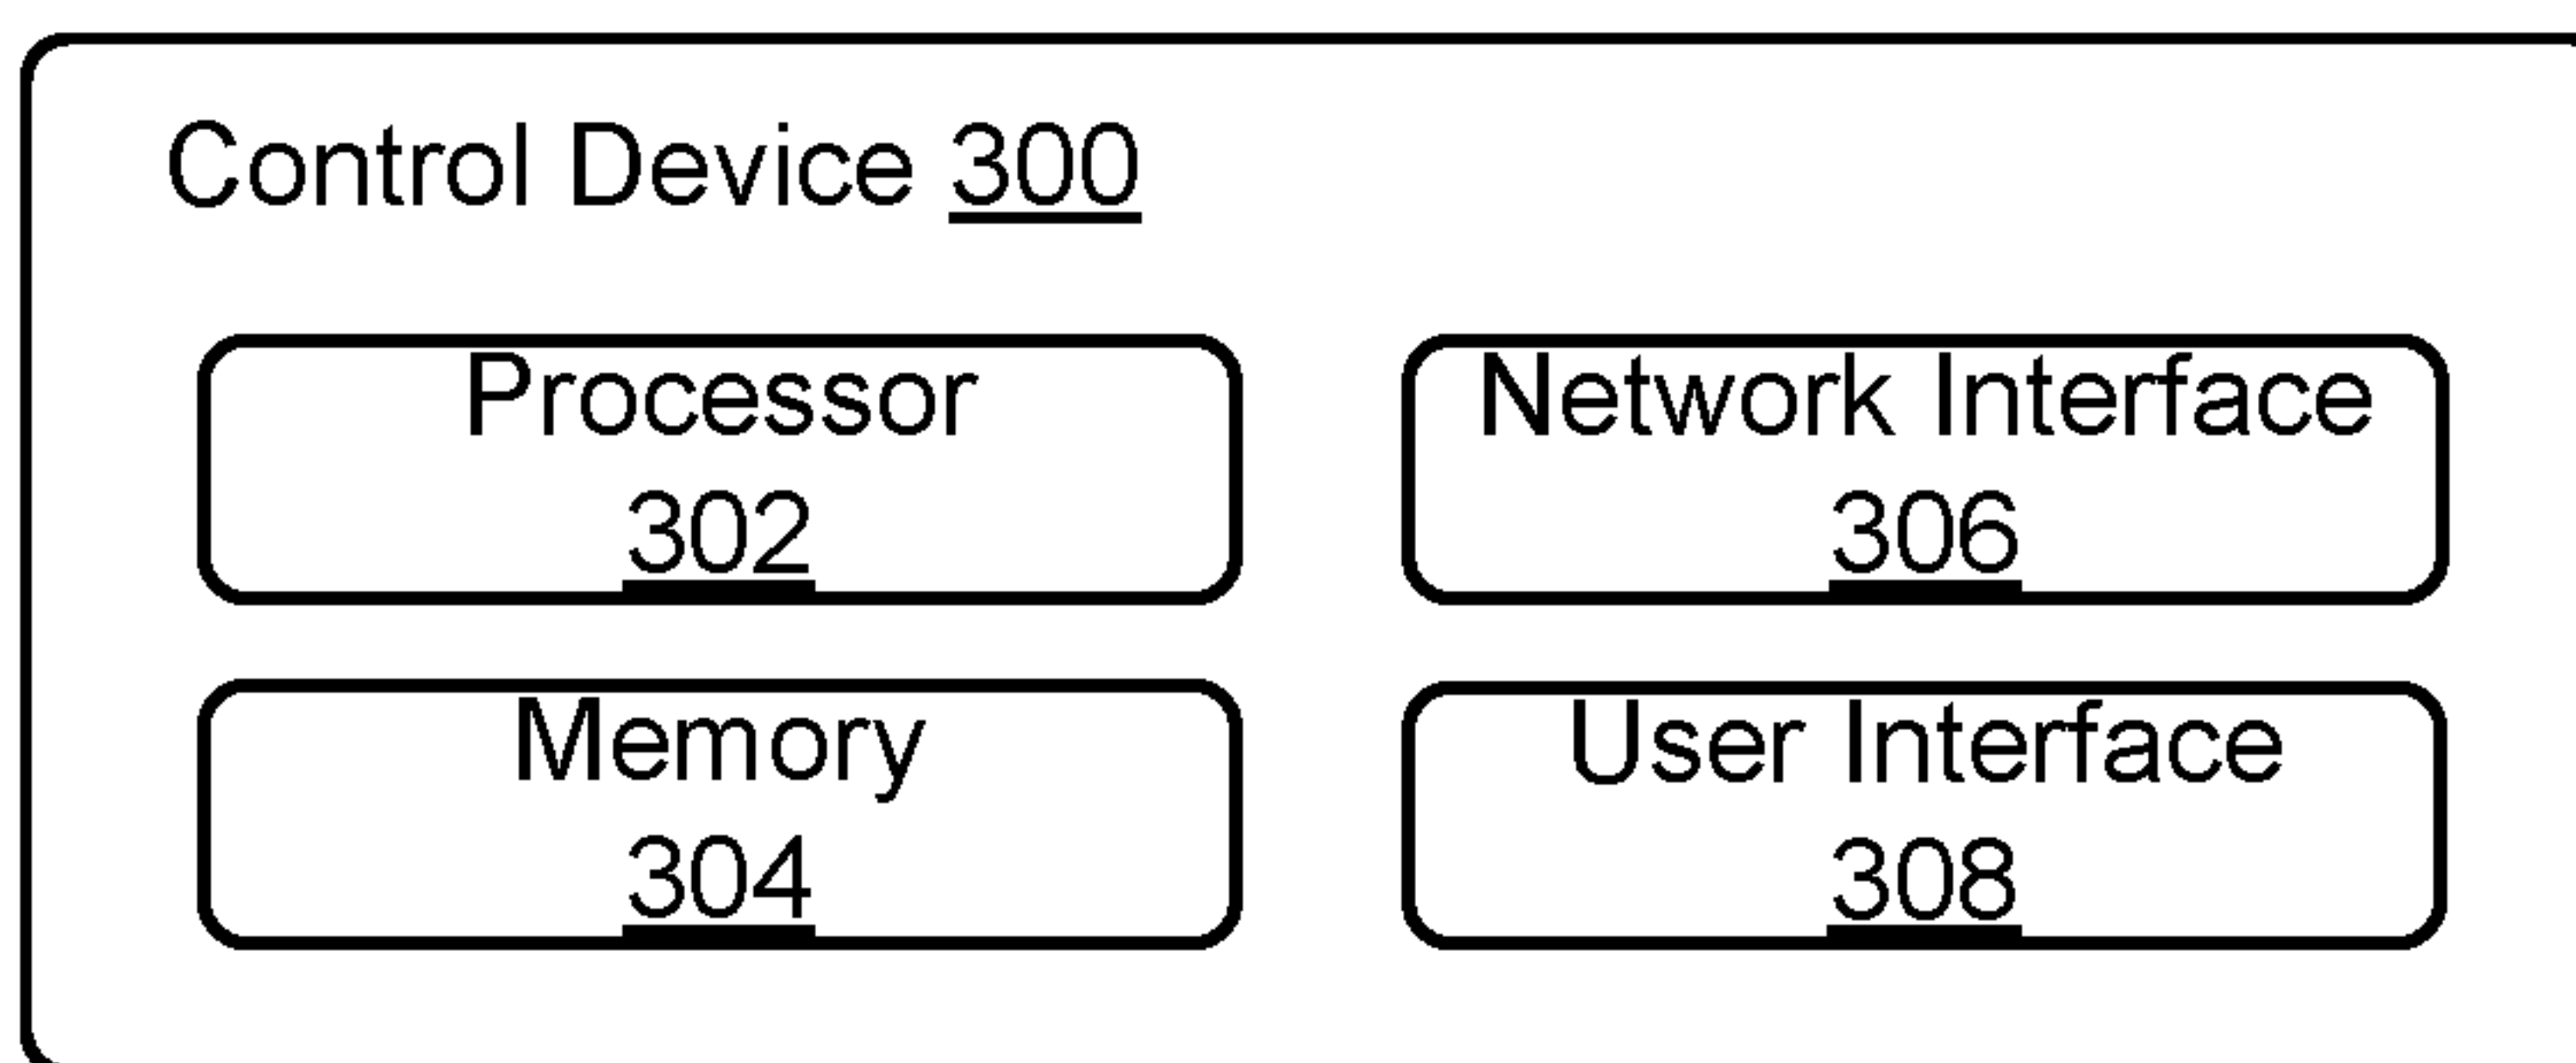 Control Device 300
Processor
302
Network Interface
306
Memory
304
User Interface
308